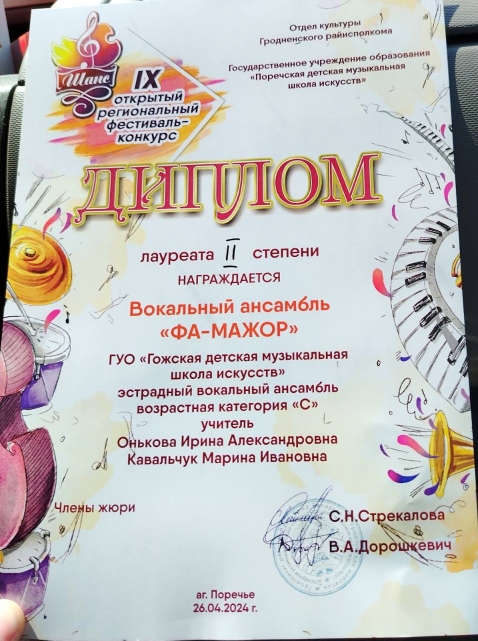 Отдел культуры
Гродненского райисполкома
Государственное учреждение образования
«Поречская детская музыкальная
школа искусств»
Шанс
IX
открытый
региональный
фестиваль-
конкурс
ДИПЛОМ
лауреата II степени
НАГРАЖДАЕТСЯ
Вокальный ансамбль
«ФА-МАЖОР»
ГУО «Гожская детская музыкальная
школа искусств»
эстрадный вокальный ансамбль
возрастная категория «С»
учитель
Онькова Ирина Александровна
Кавальчук Марина Ивановна
Члены жюри
С.Н.Стрекалова
В.А.Дорошкевич
аг. Поречье
26.04.2024 г.